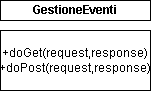 GestioneEventi
+doGet(request,response)
+doPost(request,response)